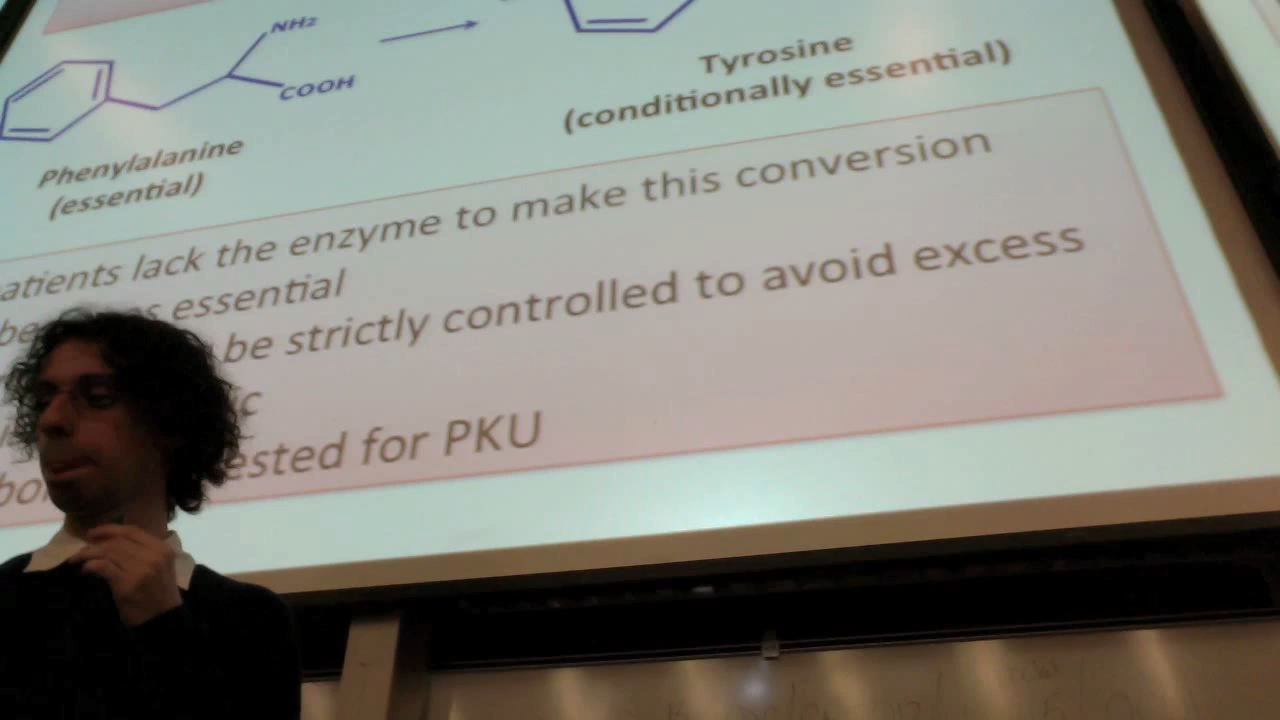 NH2
COOH
Phenylalanine
(essential)
Tyrosine
(conditionally essential)
atients lack the enzyme to make this conversion
essential
be strictly controlled to avoid excess
ested for PKU